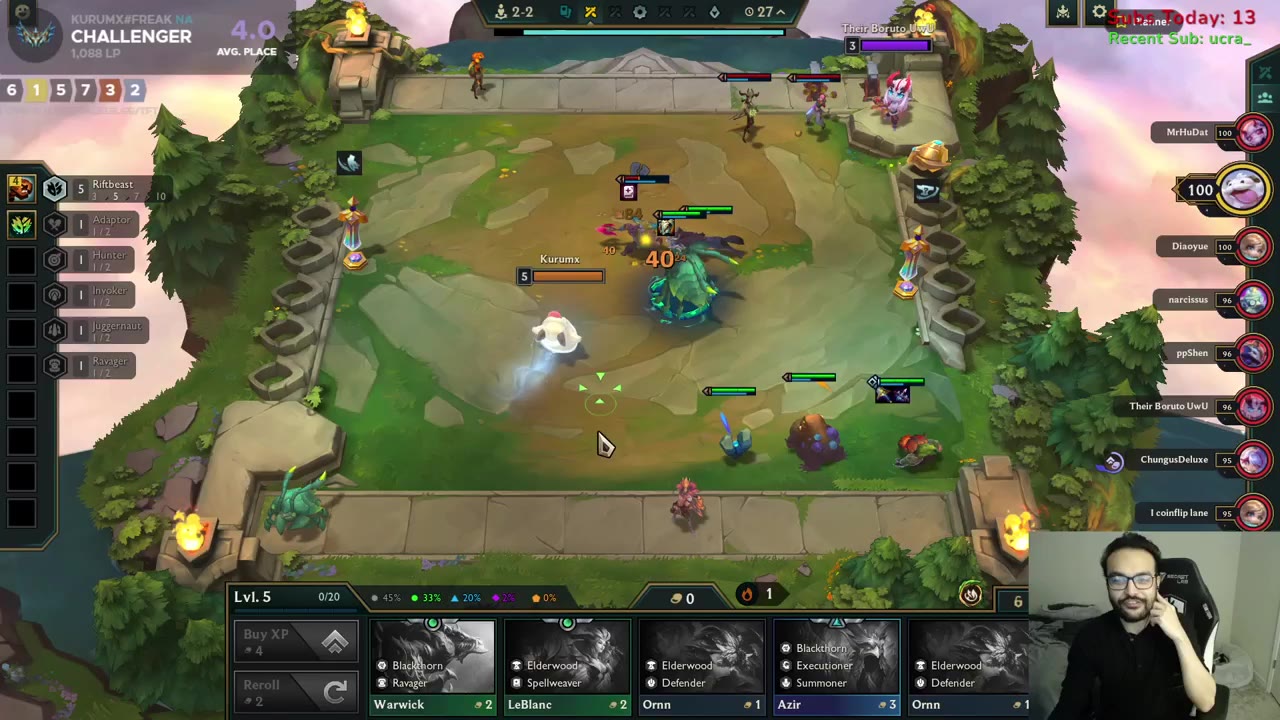 KURUMX#FREAK NA
CHALLENGER
1,088 LP
4.0
AVG. PLACE
6 1 5 7 3 2
2-2
27
Subs Today: 13
Recent Sub: ucra_
Their Boruto UwU
3
MrHuDat 100
100
Diaoyue 100
narcissus 96
ppShen 96
Their Boruto UwU 96
ChungusDeluxe 95
I coinflip lane 95
5 Riftbeast
3 › 5 › 7 › 10
1 Adaptor
1 / 2
1 Hunter
1 / 2
1 Invoker
1 / 2
1 Juggernaut
1 / 2
1 Ravager
1 / 2
Kurumx
5
40
Lvl. 5
0/20
45%
33%
20%
2%
0%
0
1
6
Buy XP
4
Reroll
2
Blackthorn
Ravager
Warwick 2
Elderwood
Spellweaver
LeBlanc 2
Elderwood
Defender
Ornn 1
Blackthorn
Executioner
Summoner
Azir 3
Elderwood
Defender
Ornn 1